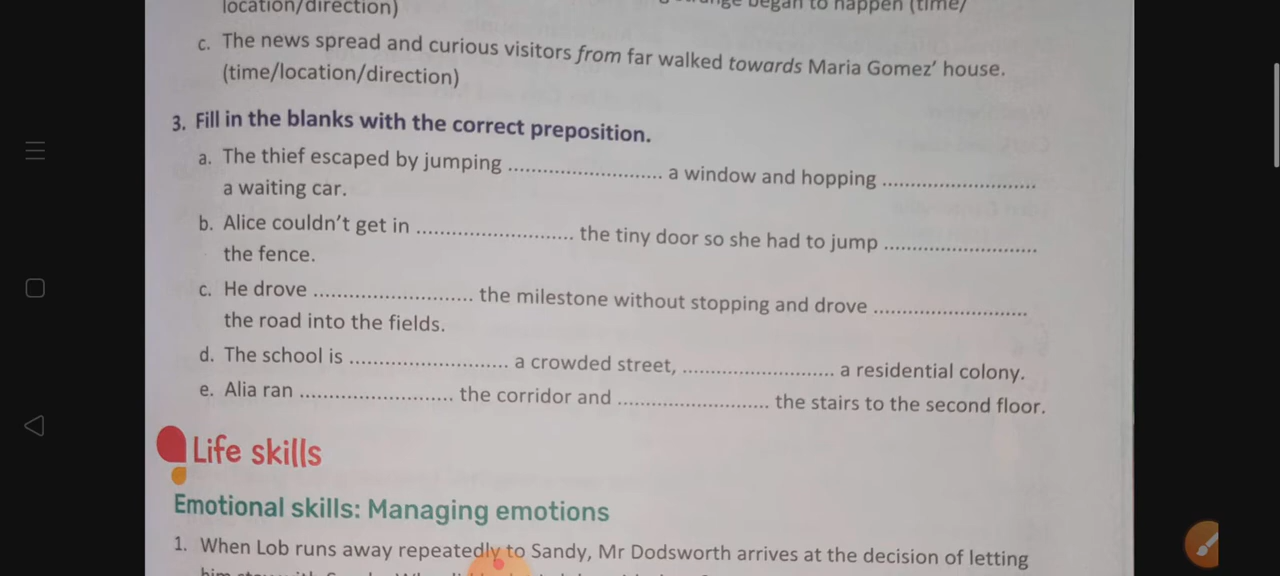 location/direction)
began to happen (time/
c. The news spread and curious visitors from far walked towards Maria Gomez' house.
(time/location/direction)
3. Fill in the blanks with the correct preposition.
a. The thief escaped by jumping .......................... a window and hopping ..........................
a waiting car.
b. Alice couldn't get in .......................... the tiny door so she had to jump ..........................
the fence.
c. He drove .......................... the milestone without stopping and drove ..........................
the road into the fields.
d. The school is .......................... a crowded street, .......................... a residential colony.
e. Alia ran .......................... the corridor and .......................... the stairs to the second floor.
Life skills
Emotional skills: Managing emotions
1. When Lob runs away repeatedly to Sandy, Mr Dodsworth arrives at the decision of letting